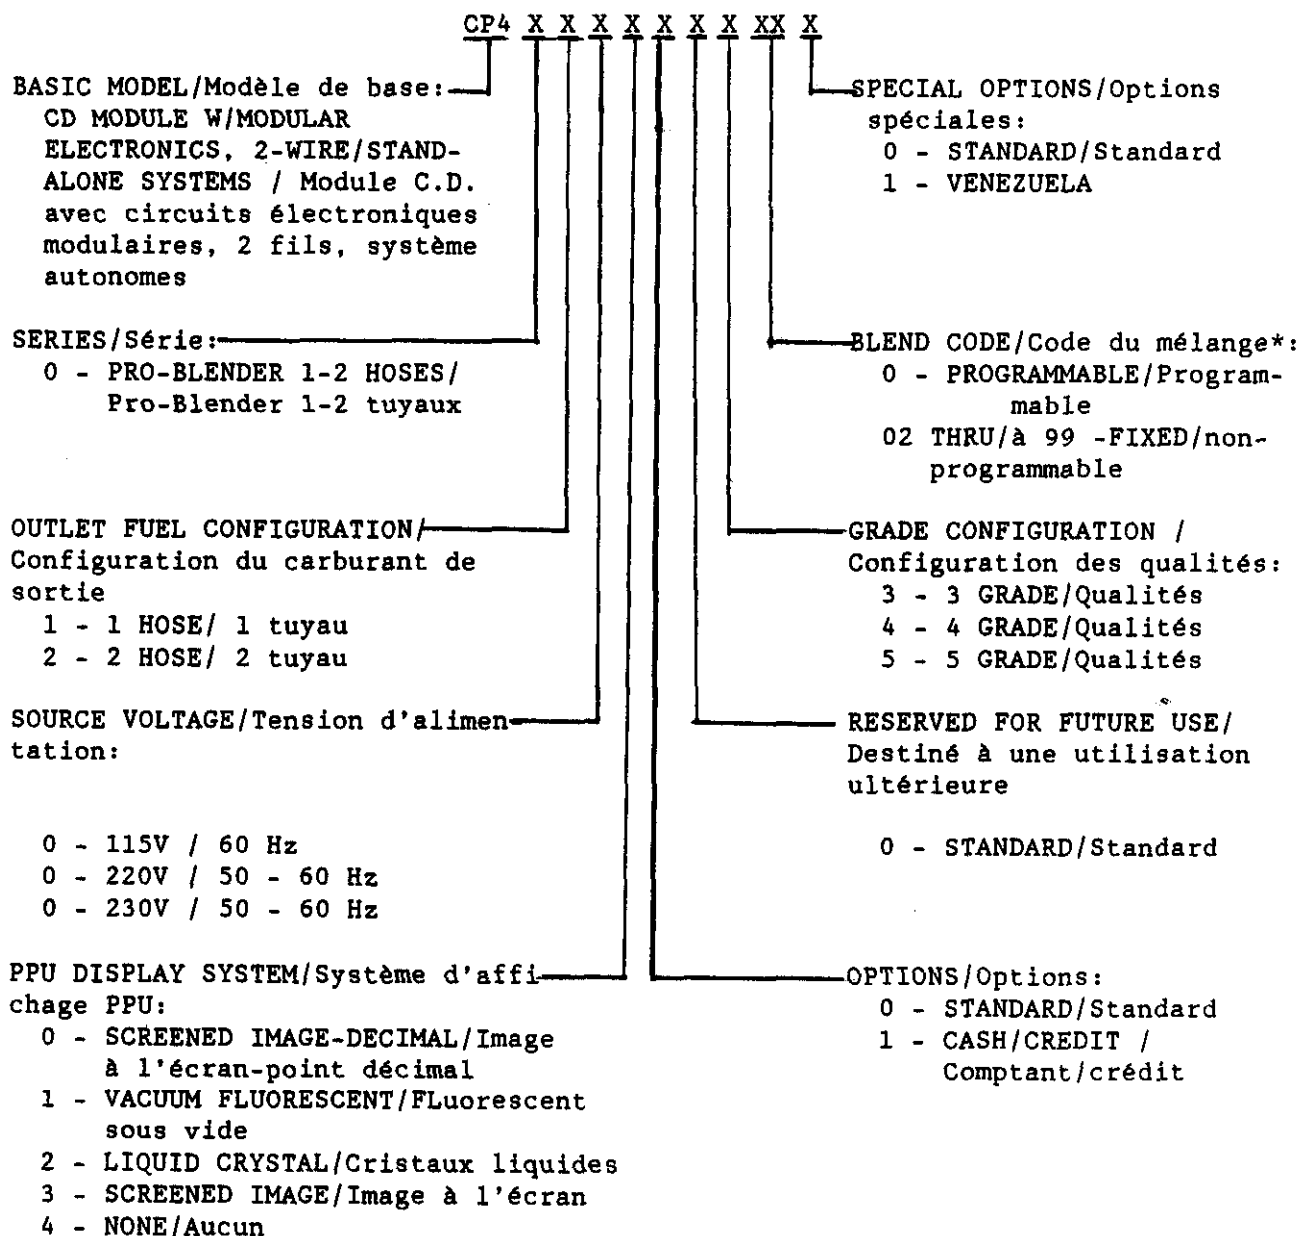 CP4 X X X X X X X XX X
BASIC MODEL/Modèle de base:
CD MODULE W/MODULAR
ELECTRONICS, 2-WIRE/STAND-
ALONE SYSTEMS / Module C.D.
avec circuits électroniques
modulaires, 2 fils, système
autonomes
SERIES/Série:
0 - PRO-BLENDER 1-2 HOSES/
Pro-Blender 1-2 tuyaux
OUTLET FUEL CONFIGURATION/
Configuration du carburant de
sortie
1 - 1 HOSE/ 1 tuyau
2 - 2 HOSE/ 2 tuyau
SOURCE VOLTAGE/Tension d'alimen
tation:
0 - 115V / 60 Hz
0 - 220V / 50 - 60 Hz
0 - 230V / 50 - 60 Hz
PPU DISPLAY SYSTEM/Système d'affi
chage PPU:
0 - SCREENED IMAGE-DECIMAL/Image
à l'écran-point décimal
1 - VACUUM FLUORESCENT/FLuorescent
sous vide
2 - LIQUID CRYSTAL/Cristaux liquides
3 - SCREENED IMAGE/Image à l'écran
4 - NONE/Aucun
SPECIAL OPTIONS/Options
spéciales:
0 - STANDARD/Standard
1 - VENEZUELA
BLEND CODE/Code du mélange*:
0 - PROGRAMMABLE/Program-
mable
02 THRU/à 99 -FIXED/non-
programmable
GRADE CONFIGURATION /
Configuration des qualités:
3 - 3 GRADE/Qualités
4 - 4 GRADE/Qualités
5 - 5 GRADE/Qualités
RESERVED FOR FUTURE USE/
Destiné à une utilisation
ultérieure
0 - STANDARD/Standard
OPTIONS/Options:
0 - STANDARD/Standard
1 - CASH/CREDIT /
Comptant/crédit